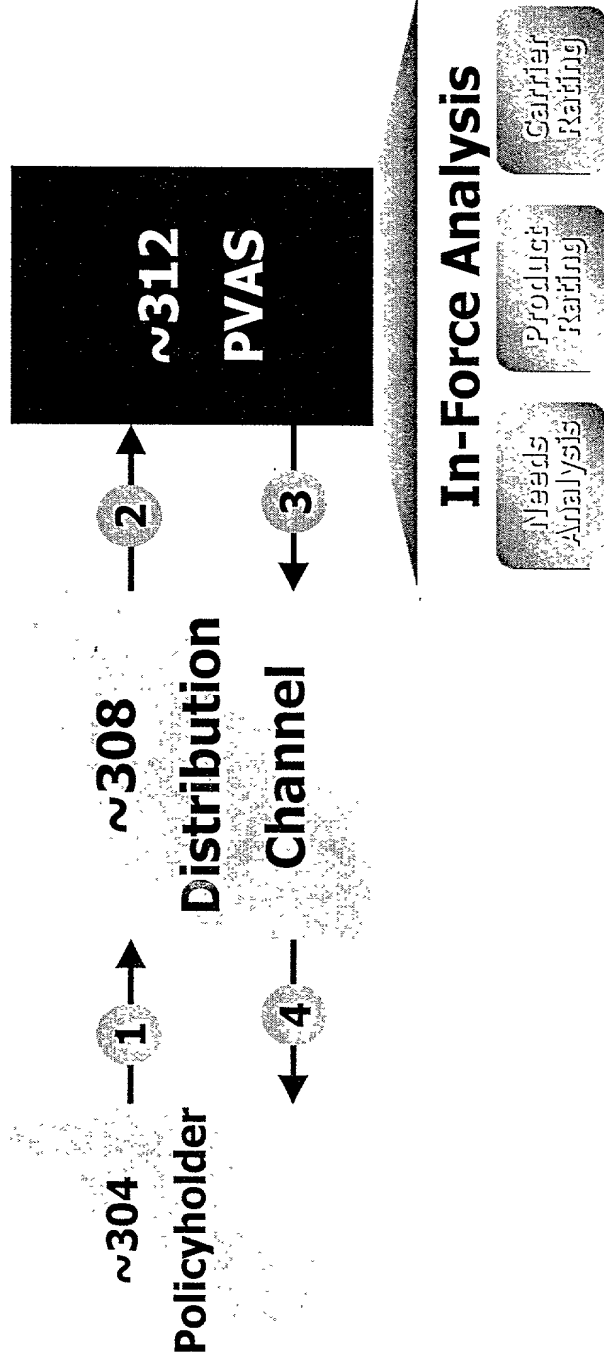 ~304
Policyholder
1
4
~308
Distribution
Channel
2
3
~312
PVAS
In-Force Analysis
Needs
Analysis
Product
Rating
Carrier
Rating